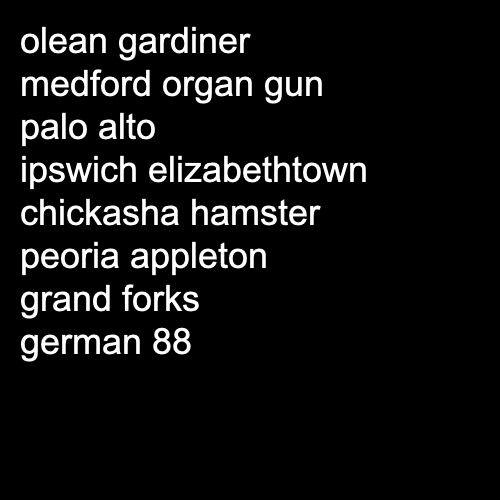 olean gardiner
medford organ gun
palo alto
ipswich elizabethtown
chickasha hamster
peoria appleton
grand forks
german 88